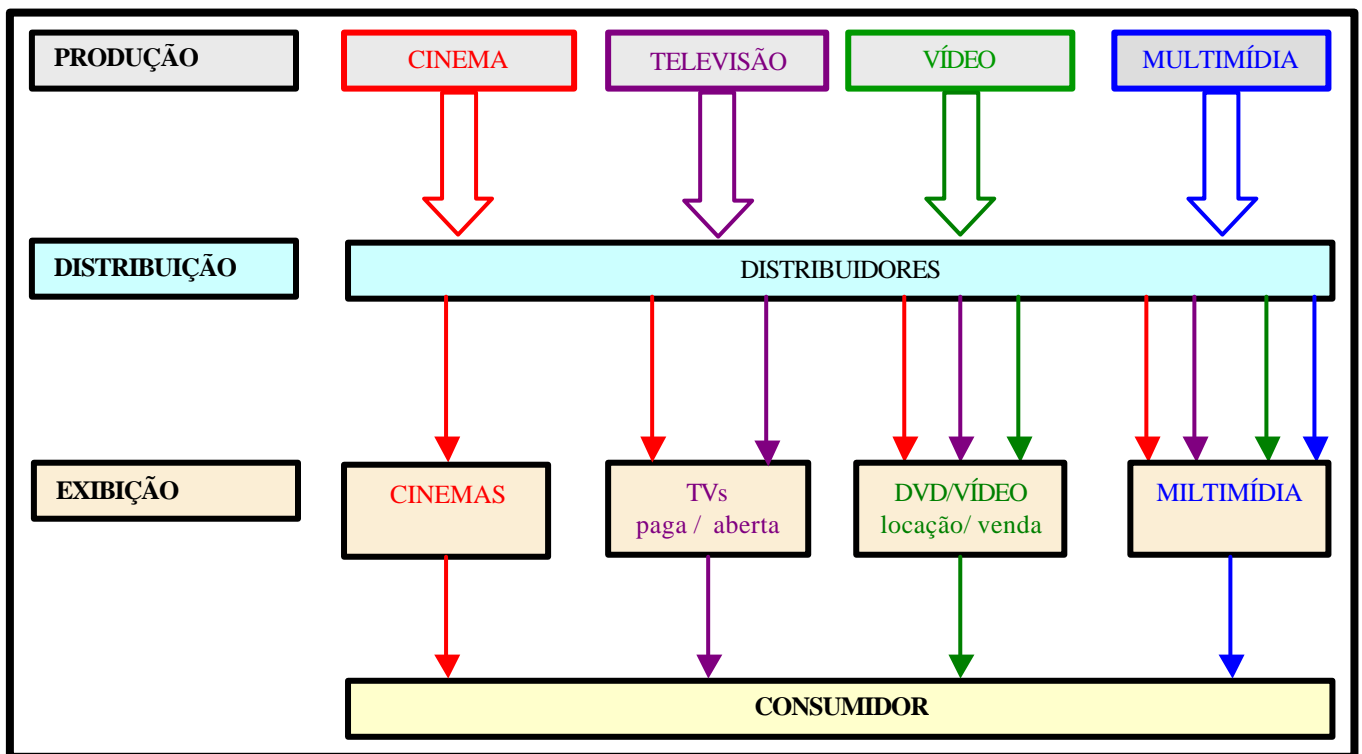 PRODUÇÃO
CINEMA
TELEVISÃO
VÍDEO
MULTIMÍDIA
DISTRIBUIÇÃO
DISTRIBUIDORES
EXIBIÇÃO
CINEMAS
TVs
paga / aberta
DVD/VÍDEO
locação/ venda
MILTIMÍDIA
CONSUMIDOR